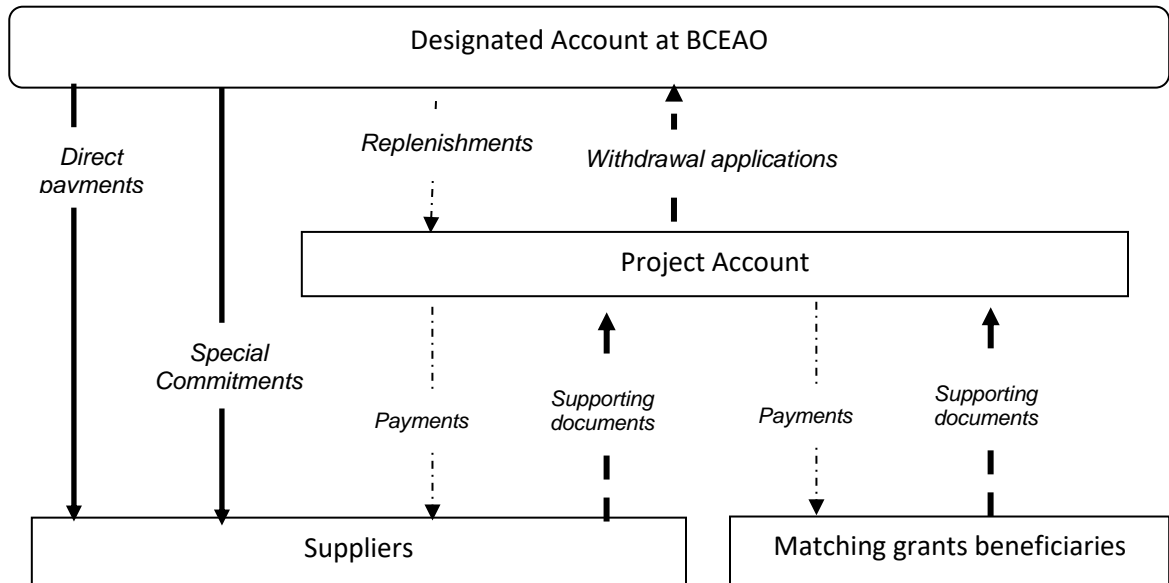 Designated Account at BCEAO
Direct
payments
Replenishments
Withdrawal applications
Project Account
Special
Commitments
Payments
Supporting
documents
Payments
Supporting
documents
Suppliers
Matching grants beneficiaries